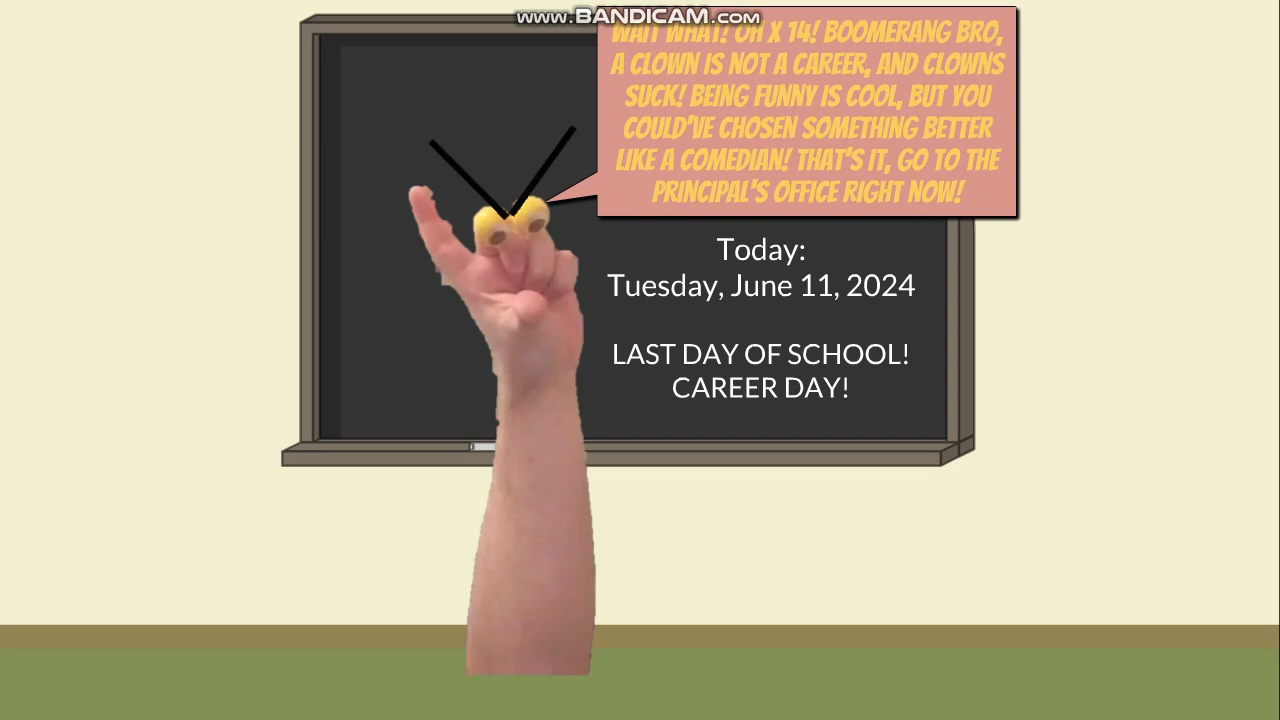 www.BANDICAM.com
WAIT WHAT! OH X 14! BOOMERANG BRO,
A CLOWN IS NOT A CAREER, AND CLOWNS
SUCK! BEING FUNNY IS COOL, BUT YOU
COULD'VE CHOSEN SOMETHING BETTER
LIKE A COMEDIAN! THAT'S IT, GO TO THE
PRINCIPAL'S OFFICE RIGHT NOW!
Today:
Tuesday, June 11, 2024
LAST DAY OF SCHOOL!
CAREER DAY!